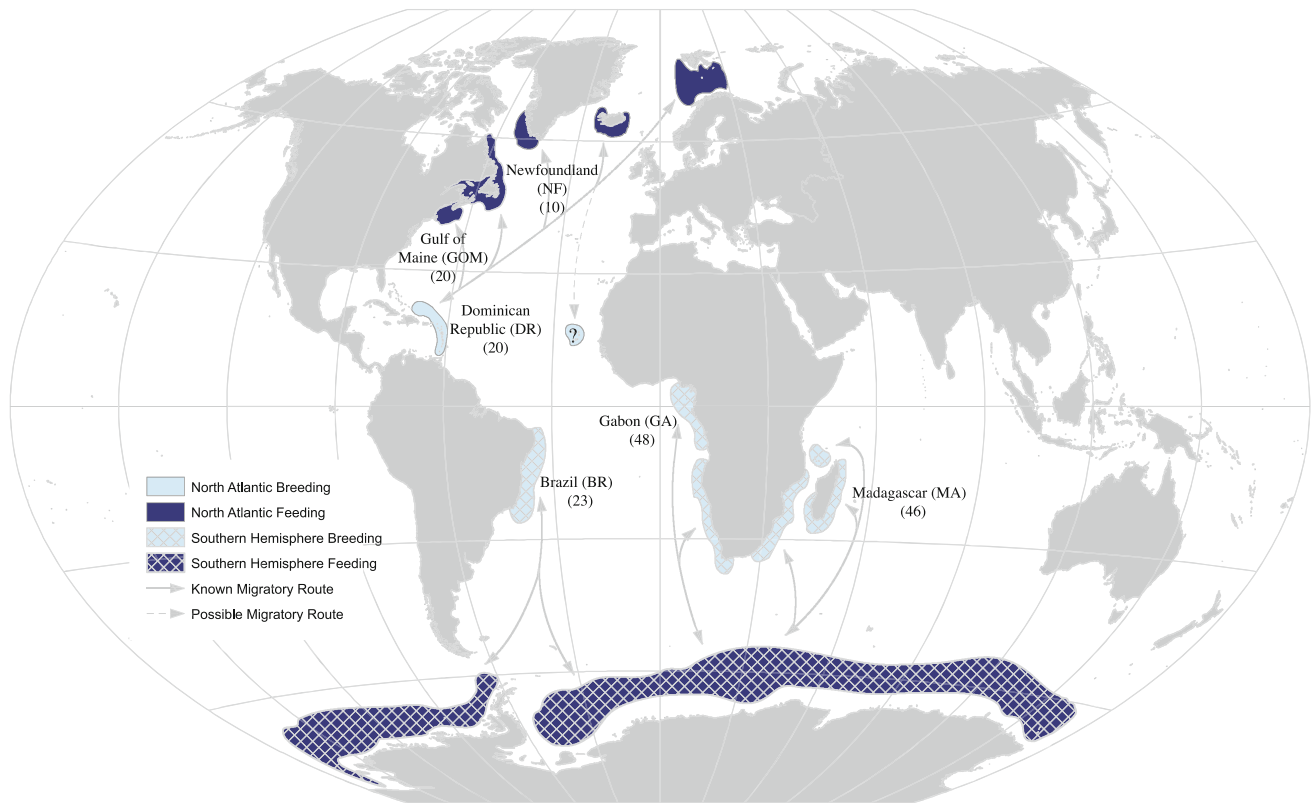 Newfoundland
(NF)
(10)
Gulf of
Maine (GOM)
(20)
Dominican
Republic (DR)
(20)
?
Gabon (GA)
(48)
Brazil (BR)
(23)
Madagascar (MA)
(46)
North Atlantic Breeding
North Atlantic Feeding
Southern Hemisphere Breeding
Southern Hemisphere Feeding
Known Migratory Route
Possible Migratory Route